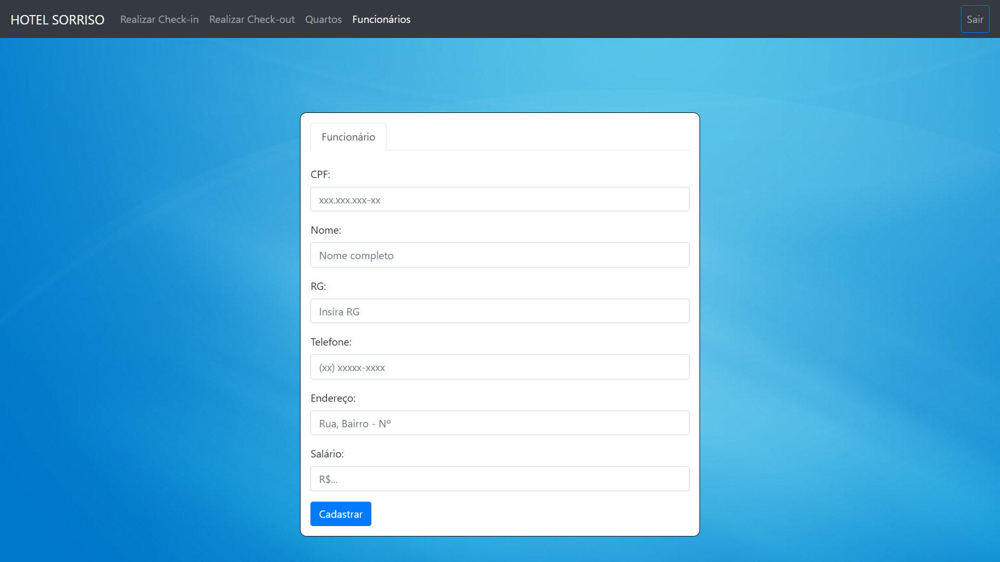 HOTEL SORRISO Realizar Check-in Realizar Check-out Quartos Funcionários Sair
Funcionário
CPF:
xxx.xxx.xxx-xx
Nome:
Nome completo
RG:
Insira RG
Telefone:
(xx) xxxxx-xxxx
Endereço:
Rua, Bairro - Nº
Salário:
R$...
Cadastrar